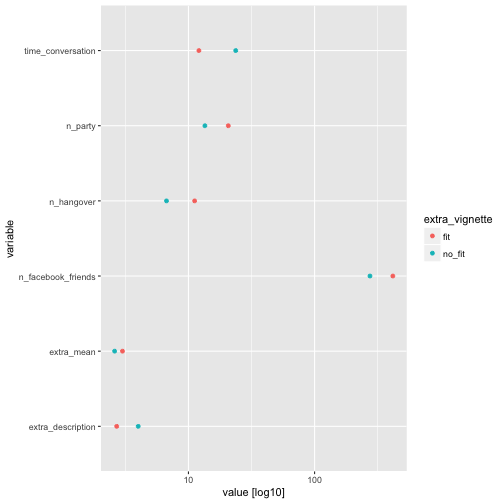 time_conversation
n_party
n_hangover
n_facebook_friends
extra_mean
extra_description
variable
10
100
value [log10]
extra_vignette
fit
no_fit